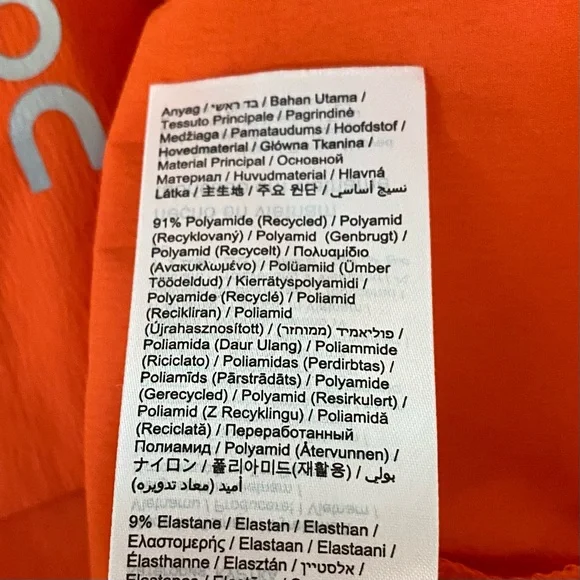 on
Anyag / בד ראשי / Bahan Utama /
Tessuto Principale / Pagrindinė
Medžiaga / Pamataudums / Hoofdstof /
Hovedmaterial / Główna Tkanina /
Material Principal / Основной
Материал / Huvudmaterial / Hlavná
Látka / 主生地 / 주요 원단 / نسيج أساسي
91% Polyamide (Recycled) / Polyamid
(Recyklovaný) / Polyamid (Genbrugt) /
Polyamid (Recycelt) / Πολυαμίδιο
(Ανακυκλωμένο) / Polüamiid (Ümber
Töödeldud) / Kierrätyspolyamidi /
Polyamide (Recyclé) / Poliamid
(Recikliran) / Poliamid
(Újrahasznosított) / פוליאמיד (ממוחזר) /
Poliamida (Daur Ulang) / Poliammide
(Riciclato) / Poliamidas (Perdirbtas) /
Poliamīds (Pārstrādāts) / Polyamide
(Gerecycled) / Polyamid (Resirkulert) /
Poliamid (Z Recyklingu) / Poliamidă
(Reciclată) / Переработанный
Полиамид / Polyamid (Återvunnen) /
ナイロン / 폴리아미드(재활용) / بولي
أميد (معاد تدويره)
9% Elastane / Elastan / Elasthan /
Ελαστομερής / Elastaan / Elastaani /
Élasthanne / Elasztán / אלסטיין /